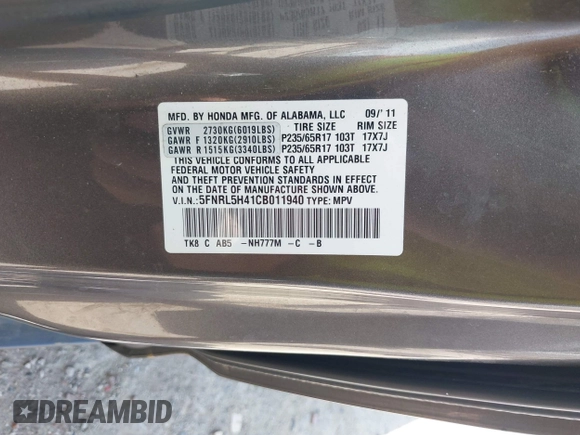 MFD. BY HONDA MFG. OF ALABAMA, LLC 09/'11
GVWR 2730KG(6019LBS) TIRE SIZE RIM SIZE
GAWR F 1320KG(2910LBS) P235/65R17 103T 17X7J
GAWR R 1515KG(3340LBS) P235/65R17 103T 17X7J
THIS VEHICLE CONFORMS TO ALL APPLICABLE
FEDERAL MOTOR VEHICLE SAFETY, BUMPER,
AND THEFT PREVENTION STANDARDS IN EFFECT
ON THE DATE OF MANUFACTURE SHOWN ABOVE.
V.I.N.:5FNRL5H41CB011940 TYPE: MPV
TK8 C AB5 -NH777M -C -B
DREAMBID